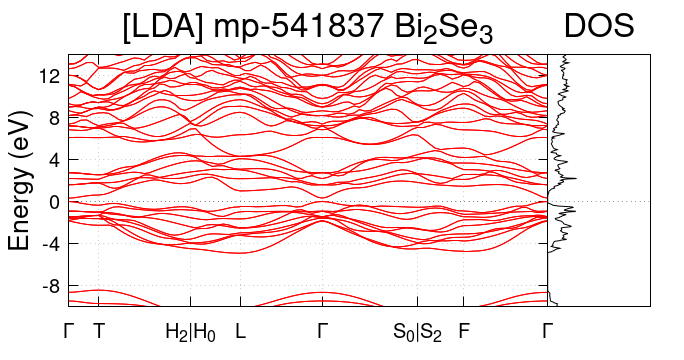 [LDA] mp-541837 Bi₂Se₃ DOS
Energy (eV)
12
8
4
0
-4
-8
Γ T H₂|H₀ L Γ S₀|S₂ F Γ